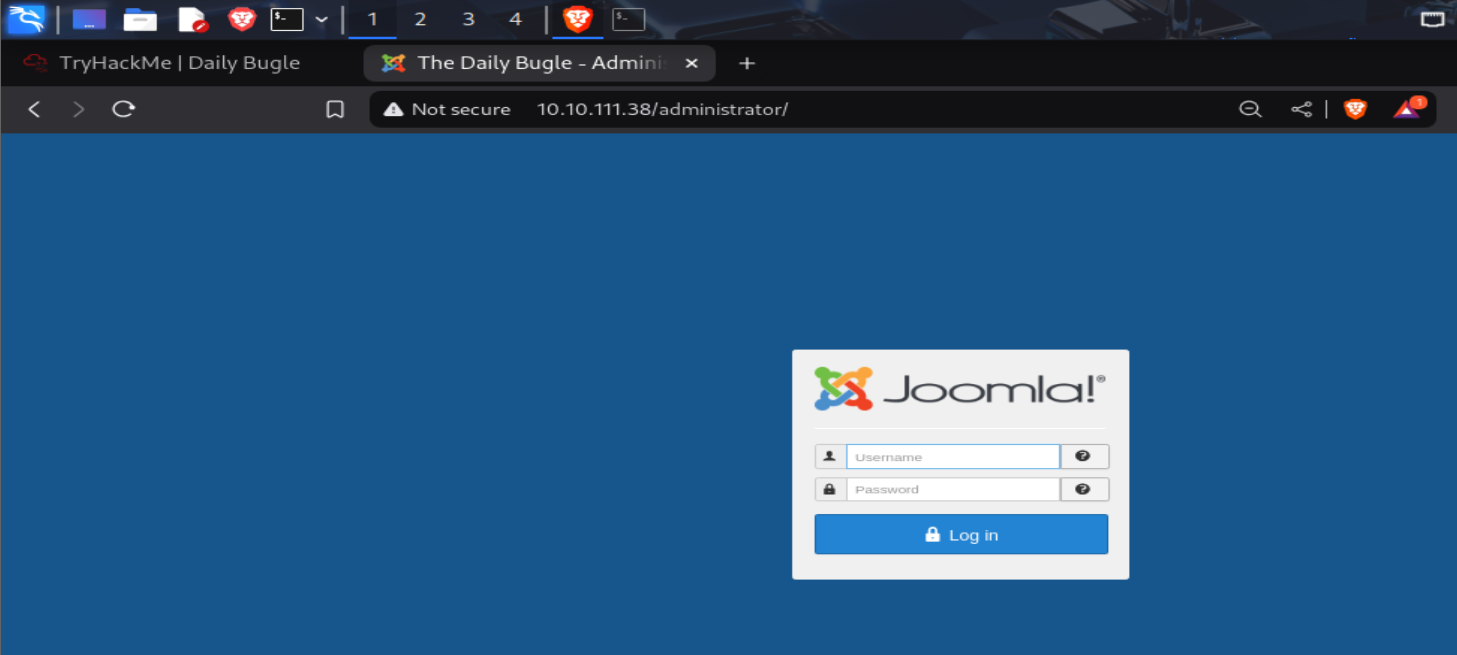 1 2 3 4
TryHackMe | Daily Bugle
The Daily Bugle - Admini
Not secure 10.10.111.38/administrator/
1
Joomla!®
Username
Password
Log in